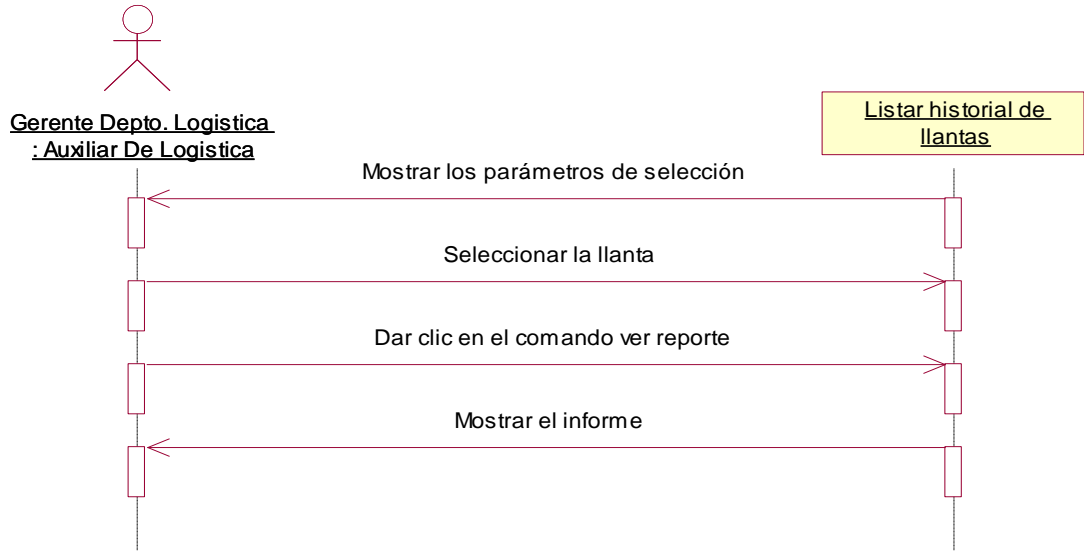 Gerente Depto. Logistica
: Auxiliar De Logistica
Listar historial de
llantas
Mostrar los parámetros de selección
Seleccionar la llanta
Dar clic en el comando ver reporte
Mostrar el informe